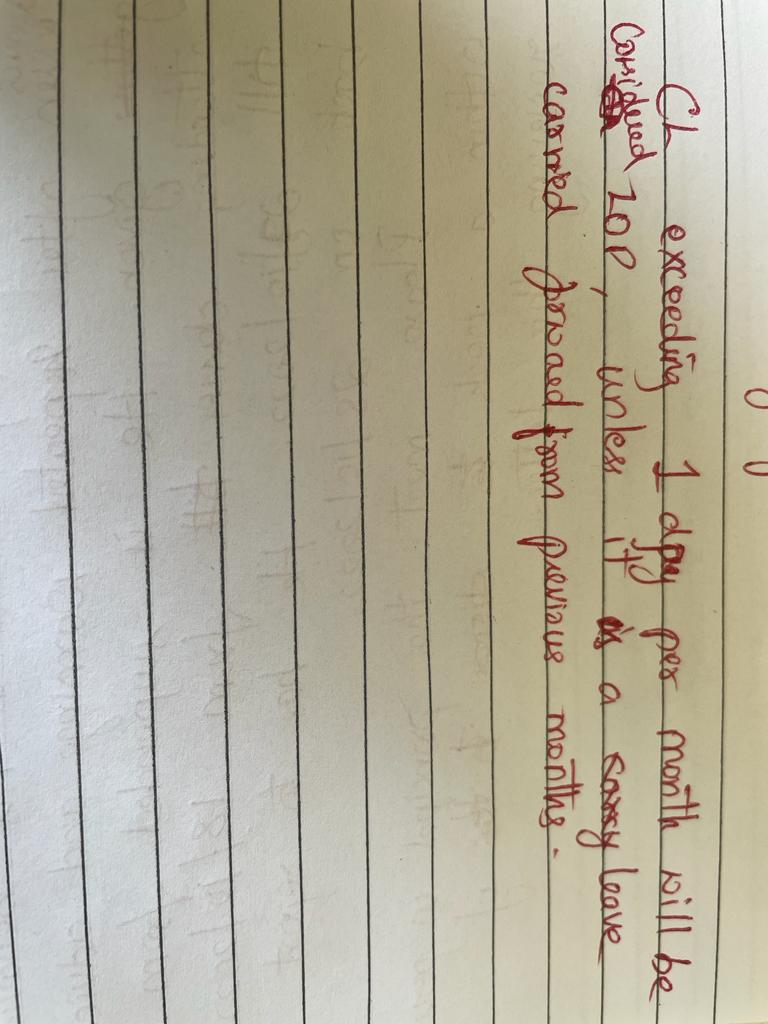 CL exceeding 1 day per month will be
Considered LOP, unless it is a leave
carried forward from previous months.